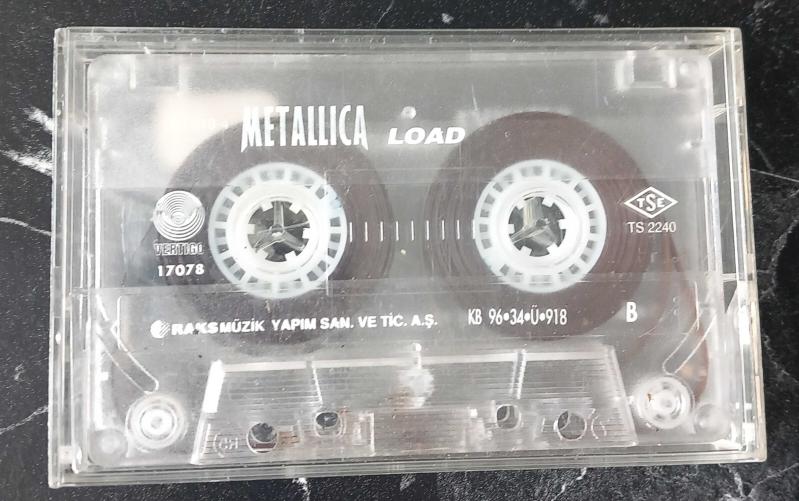 METALLICA LOAD
VERTIGO
17078
TSE
TS 2240
RAKS MÜZİK YAPIM SAN. VE TİC. A.Ş.
KB 96•34•Ü•918
B